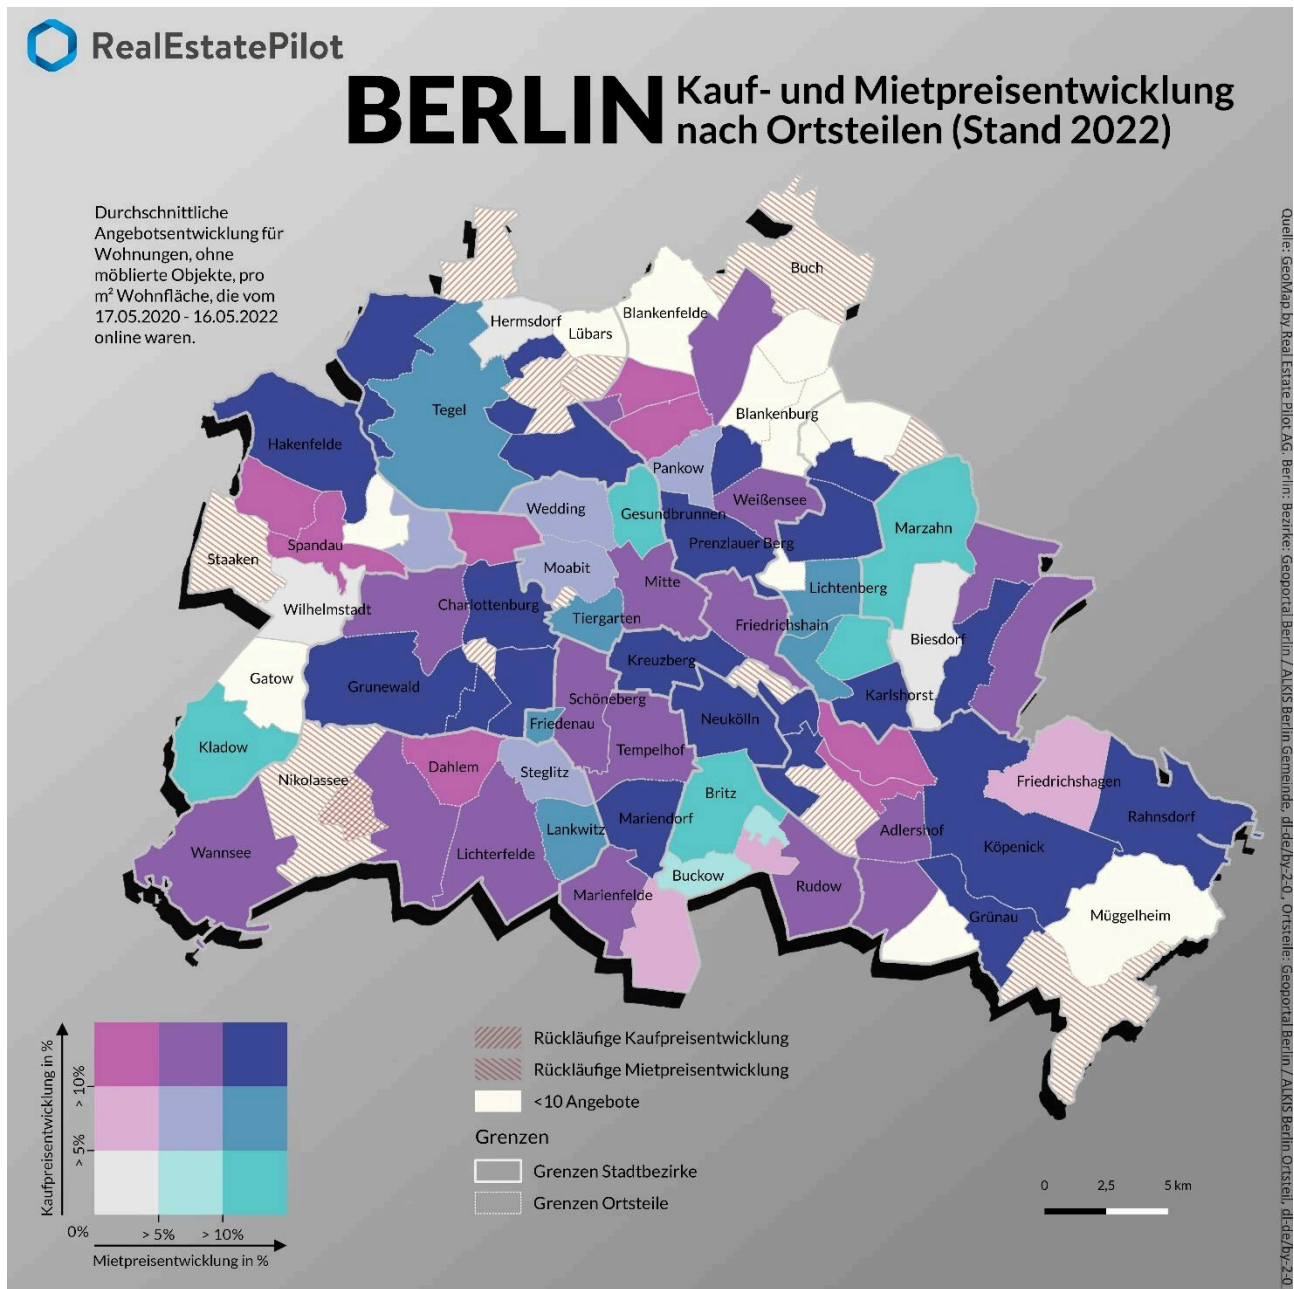 RealEstatePilot
BERLIN
Kauf- und Mietpreisentwicklung
nach Ortsteilen (Stand 2022)
Durchschnittliche
Angebotsentwicklung für
Wohnungen, ohne
möblierte Objekte, pro
m² Wohnfläche, die vom
17.05.2020 - 16.05.2022
online waren.
Buch
Blankenfelde
Hermsdorf
Lübars
Tegel
Blankenburg
Hakenfelde
Pankow
Weißensee
Wedding
Gesundbrunnen
Marzahn
Spandau
Prenzlauer Berg
Staaken
Moabit
Mitte
Lichtenberg
Wilhelmstadt
Charlottenburg
Tiergarten
Friedrichshain
Biesdorf
Kreuzberg
Gatow
Grunewald
Karlshorst
Schöneberg
Neukölln
Friedenau
Kladow
Tempelhof
Dahlem
Steglitz
Nikolassee
Friedrichshagen
Britz
Mariendorf
Rahnsdorf
Lankwitz
Adlershof
Köpenick
Wannsee
Lichterfelde
Buckow
Rudow
Marienfelde
Grünau
Müggelheim
Kaufpreisentwicklung in %
> 10%
> 5%
0%
> 5%
> 10%
Mietpreisentwicklung in %
Rückläufige Kaufpreisentwicklung
Rückläufige Mietpreisentwicklung
<10 Angebote
Grenzen
Grenzen Stadtbezirke
Grenzen Ortsteile
0 2,5 5 km
Quelle: GeoMap by Real Estate Pilot AG. Berlin: Bezirke: Geoportal Berlin / ALKIS Berlin Gemeinde, dl-de/by-2-0, Ortsteile: Geoportal Berlin / ALKIS Berlin Ortsteil, dl-de/by-2-0